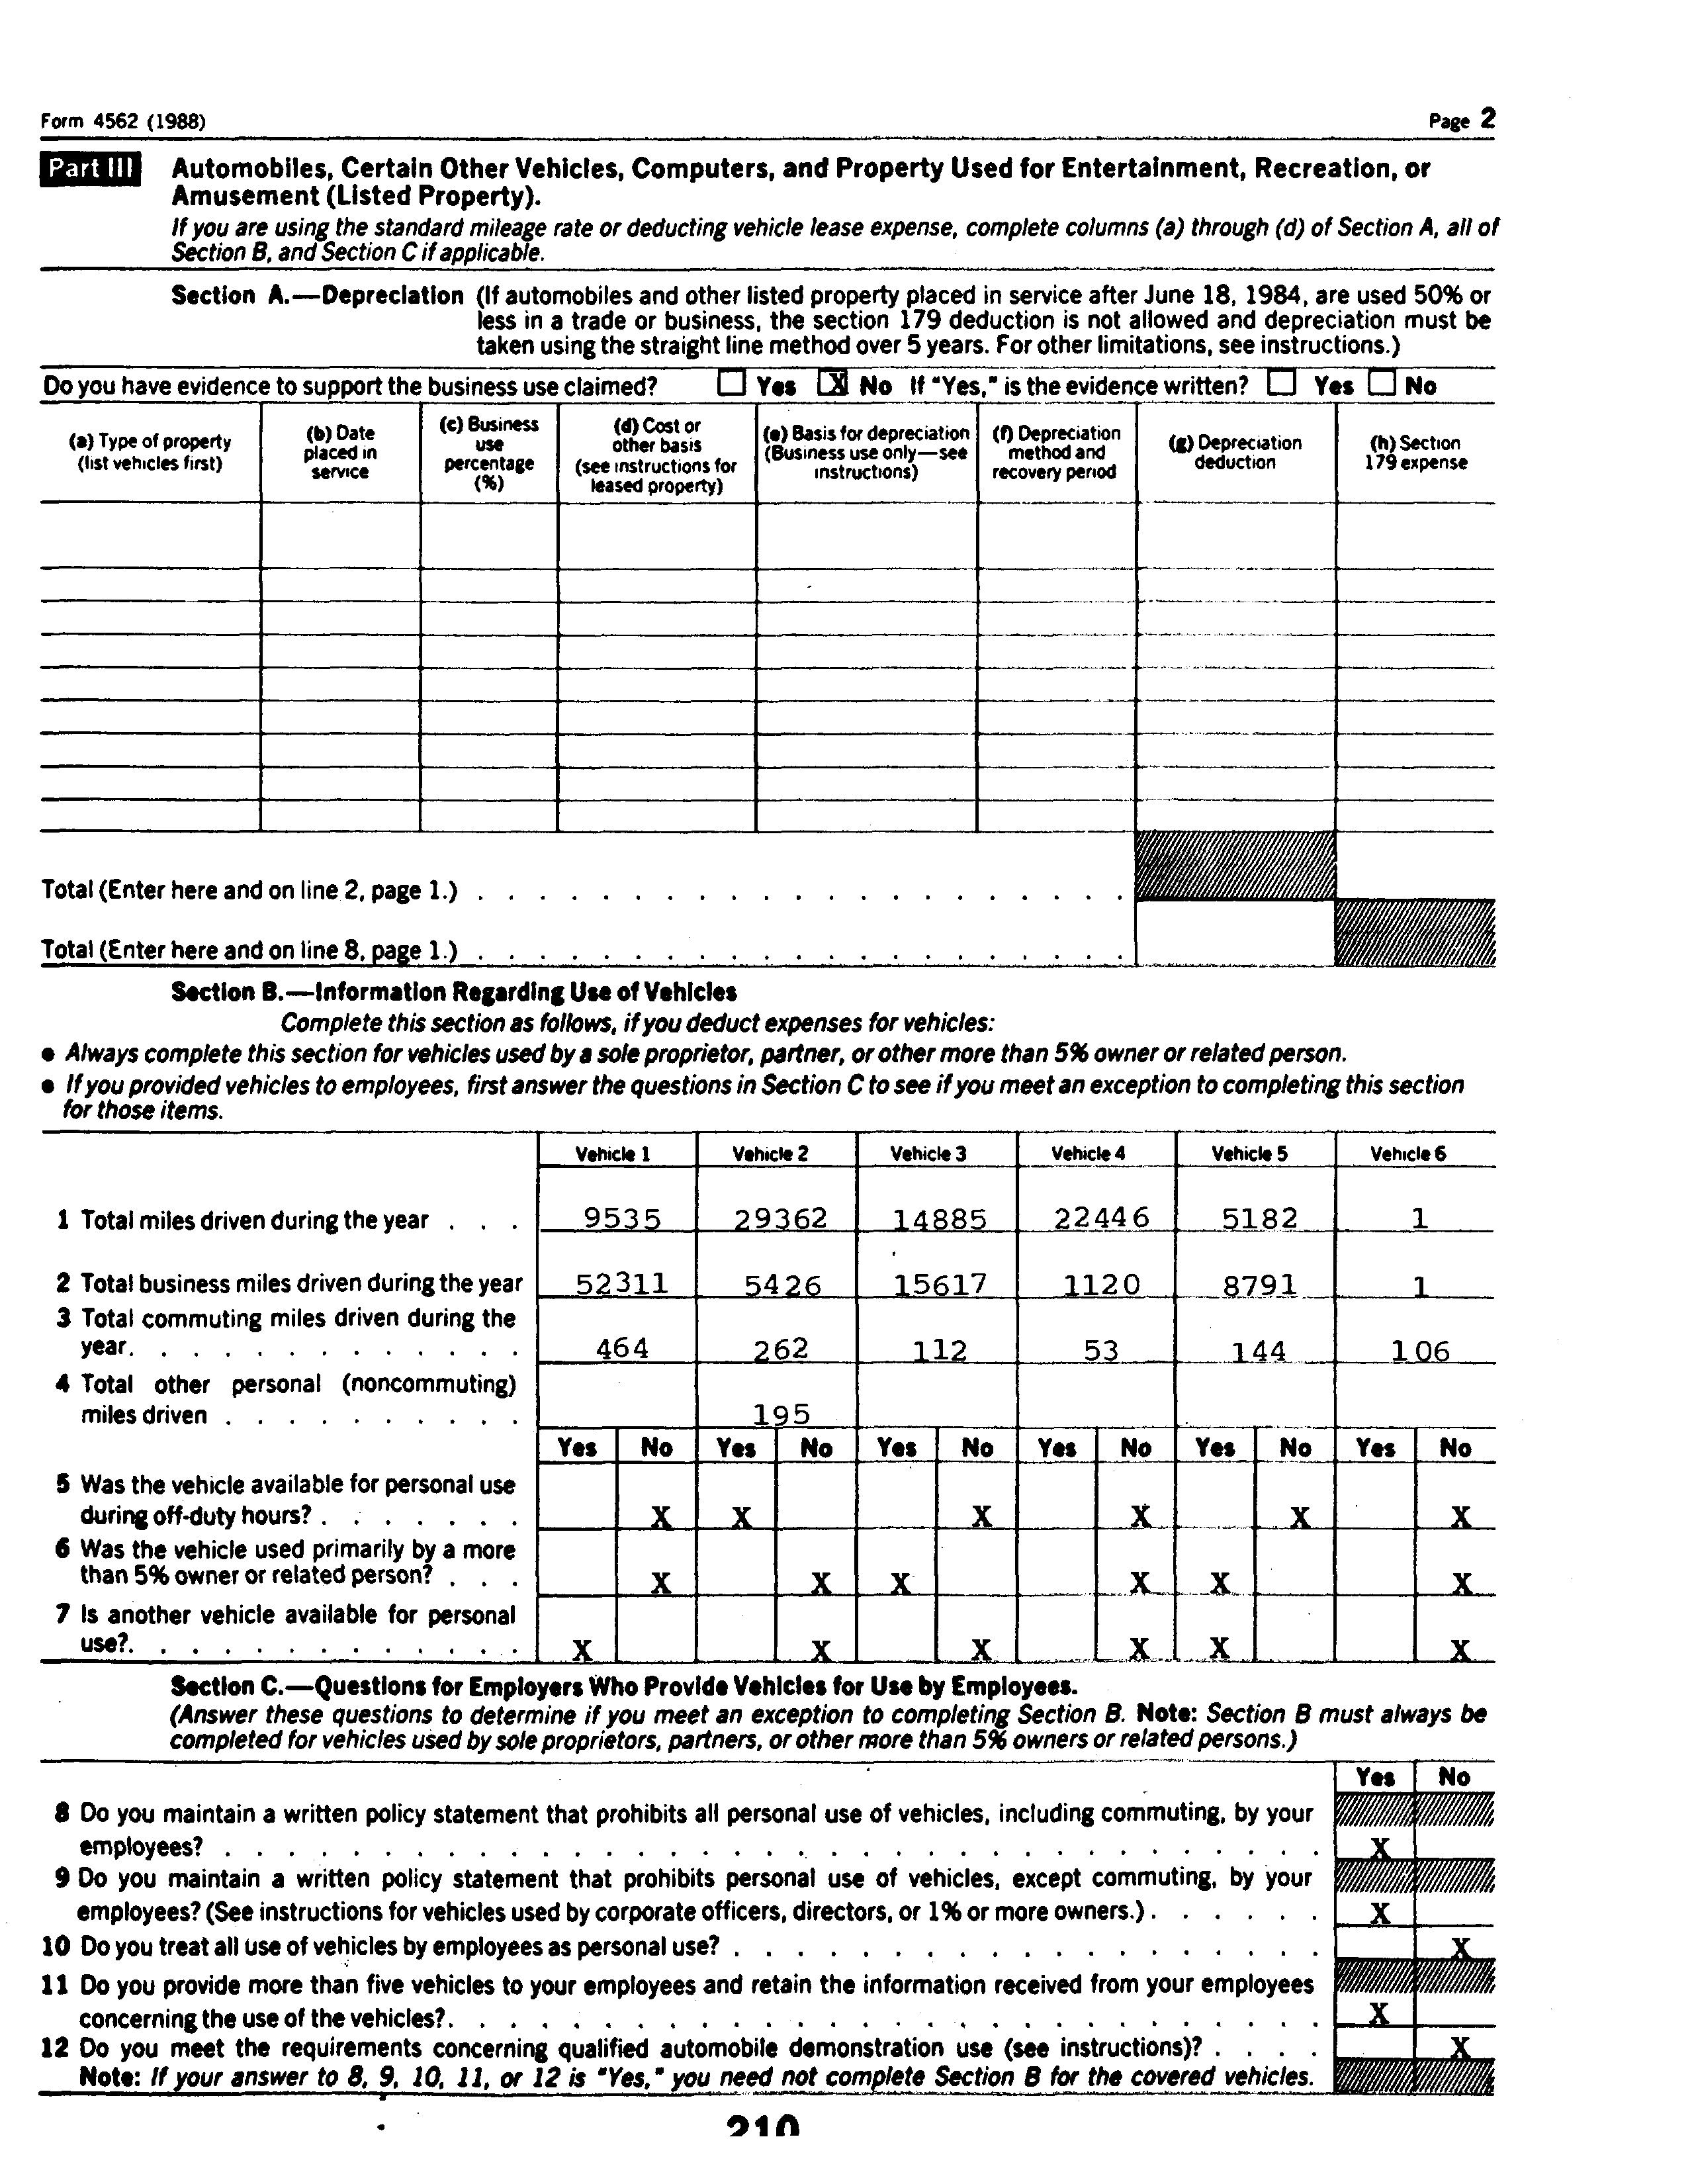 Form 4562 (1988) Page 2
Part III Automobiles, Certain Other Vehicles, Computers, and Property Used for Entertainment, Recreation, or
Amusement (Listed Property).
If you are using the standard mileage rate or deducting vehicle lease expense, complete columns (a) through (d) of Section A, all of
Section B, and Section C if applicable.
Section A.—Depreciation (If automobiles and other listed property placed in service after June 18, 1984, are used 50% or
less in a trade or business, the section 179 deduction is not allowed and depreciation must be
taken using the straight line method over 5 years. For other limitations, see instructions.)
Do you have evidence to support the business use claimed? Yes X No If "Yes," is the evidence written? Yes No
(a) Type of property
(list vehicles first)
(b) Date
placed in
service
(c) Business
use
percentage
(%)
(d) Cost or
other basis
(see instructions for
leased property)
(e) Basis for depreciation
(Business use only—see
instructions)
(f) Depreciation
method and
recovery period
(g) Depreciation
deduction
(h) Section
179 expense
Total (Enter here and on line 2, page 1.) . . . . . . . . . . . . . . . . . . . . .
Total (Enter here and on line 8, page 1.) . . . . . . . . . . . . . . . . . . . . .
Section B.—Information Regarding Use of Vehicles
Complete this section as follows, if you deduct expenses for vehicles:
● Always complete this section for vehicles used by a sole proprietor, partner, or other more than 5% owner or related person.
● If you provided vehicles to employees, first answer the questions in Section C to see if you meet an exception to completing this section
for those items.
Vehicle 1 Vehicle 2 Vehicle 3 Vehicle 4 Vehicle 5 Vehicle 6
1 Total miles driven during the year . . . 9535 29362 14885 22446 5182 1
2 Total business miles driven during the year 52311 5426 15617 1120 8791 1
3 Total commuting miles driven during the
year. . . . . . . . . . . . . . 464 262 112 53 144 106
4 Total other personal (noncommuting)
miles driven . . . . . . . . . . 195
Yes No Yes No Yes No Yes No Yes No Yes No
5 Was the vehicle available for personal use
during off-duty hours? . . . . . . . X X X X X X
6 Was the vehicle used primarily by a more
than 5% owner or related person? . . . X X X X X X
7 Is another vehicle available for personal
use?. . . . . . . . . . . . . . X X X X X X
Section C.—Questions for Employers Who Provide Vehicles for Use by Employees.
(Answer these questions to determine if you meet an exception to completing Section B. Note: Section B must always be
completed for vehicles used by sole proprietors, partners, or other more than 5% owners or related persons.)
Yes No
8 Do you maintain a written policy statement that prohibits all personal use of vehicles, including commuting, by your
employees? . . . . . . . . . . . . . . . . . . . . . . . . . . . . . . . . . . . X
9 Do you maintain a written policy statement that prohibits personal use of vehicles, except commuting, by your
employees? (See instructions for vehicles used by corporate officers, directors, or 1% or more owners.) . . . . . . X
10 Do you treat all use of vehicles by employees as personal use? . . . . . . . . . . . . . . . . . . . X
11 Do you provide more than five vehicles to your employees and retain the information received from your employees
concerning the use of the vehicles?. . . . . . . . . . . . . . . . . . . . . . . . . . . . X
12 Do you meet the requirements concerning qualified automobile demonstration use (see instructions)? . . . . X
Note: If your answer to 8, 9, 10, 11, or 12 is "Yes," you need not complete Section B for the covered vehicles.
210